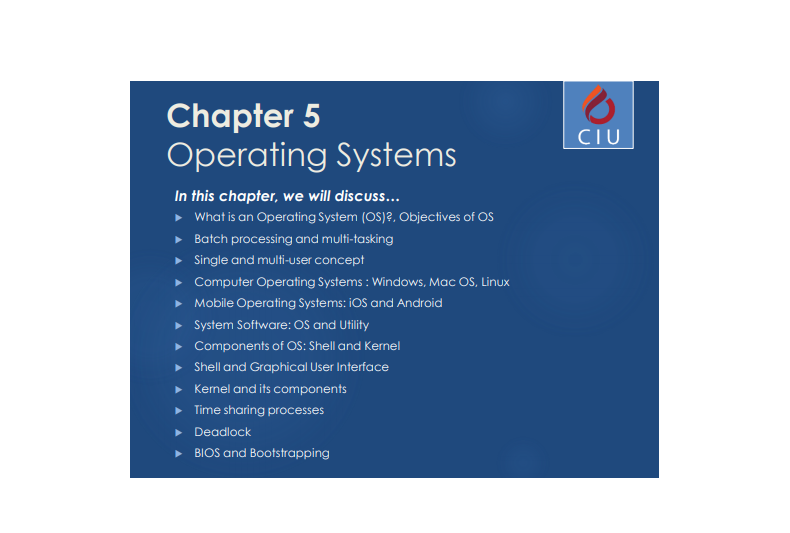 Chapter 5
CIU
Operating Systems
In this chapter, we will discuss…
What is an Operating System (OS)?, Objectives of OS
Batch processing and multi-tasking
Single and multi-user concept
Computer Operating Systems : Windows, Mac OS, Linux
Mobile Operating Systems: iOS and Android
System Software: OS and Utility
Components of OS: Shell and Kernel
Shell and Graphical User Interface
Kernel and its components
Time sharing processes
Deadlock
BIOS and Bootstrapping